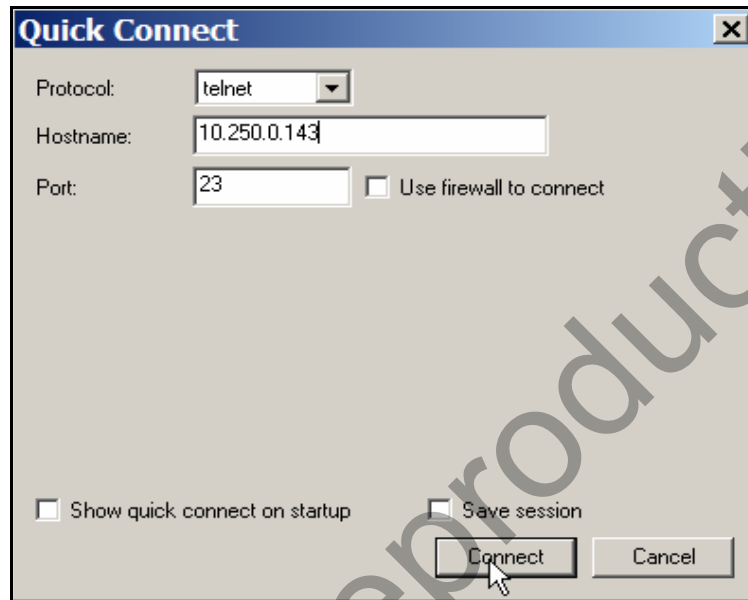 Quick Connect
Protocol: telnet
Hostname: 10.250.0.143
Port: 23 Use firewall to connect
Show quick connect on startup Save session
Connect Cancel